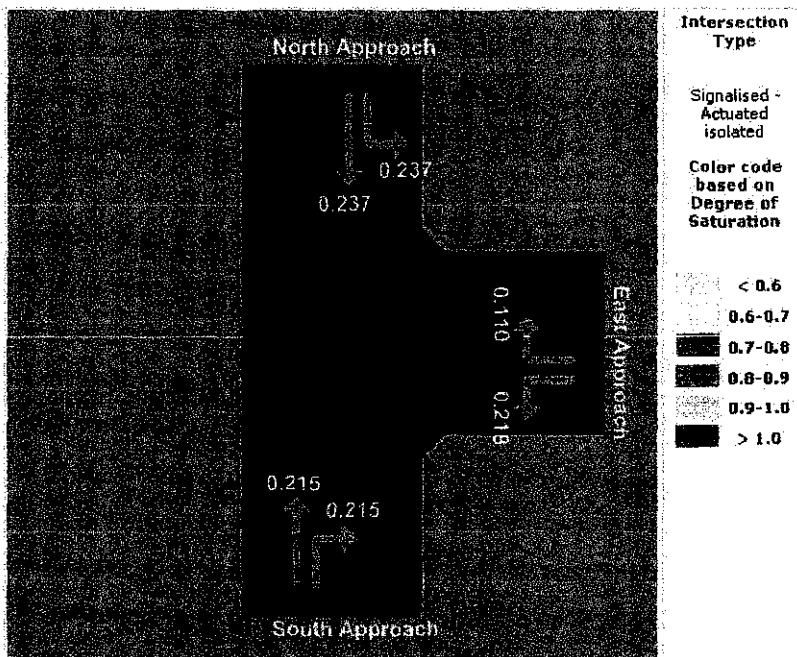 North Approach
0.237
0.237
0.110
East Approach
0.218
0.215
0.215
South Approach
Intersection
Type
Signalised -
Actuated
isolated
Color code
based on
Degree of
Saturation
< 0.6
0.6-0.7
0.7-0.8
0.8-0.9
0.9-1.0
> 1.0